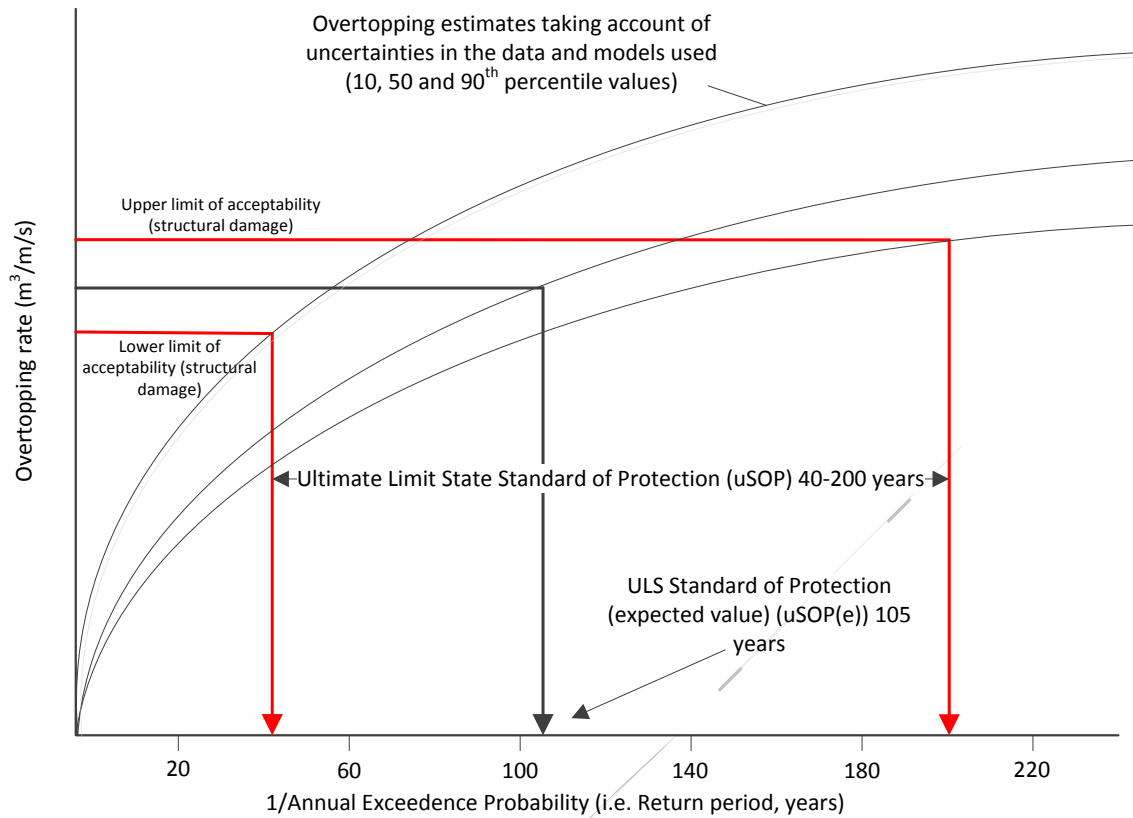 Overtopping estimates taking account of
uncertainties in the data and models used
(10, 50 and 90th percentile values)
Upper limit of acceptability
(structural damage)
Overtopping rate (m3/m/s)
Lower limit of
acceptability (structural
damage)
Ultimate Limit State Standard of Protection (uSOP) 40-200 years
ULS Standard of Protection
(expected value) (uSOP(e)) 105
years
20
60
100
140
180
220
1/Annual Exceedence Probability (i.e. Return period, years)